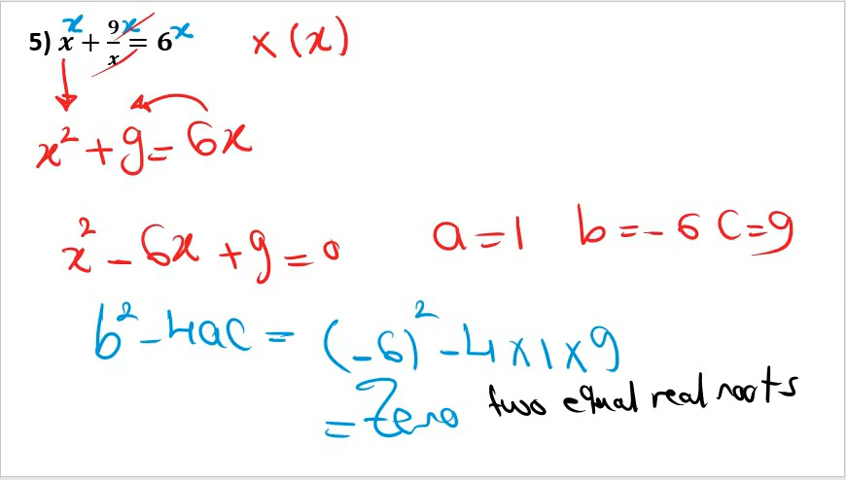 5) x^x + 9x/x = 6^x × (x)
x² + 9 = 6x
x² - 6x + 9 = 0 a = 1 b = - 6 C = 9
b² - 4ac = (-6)² - 4 × 1 × 9
= Zero two equal real roots